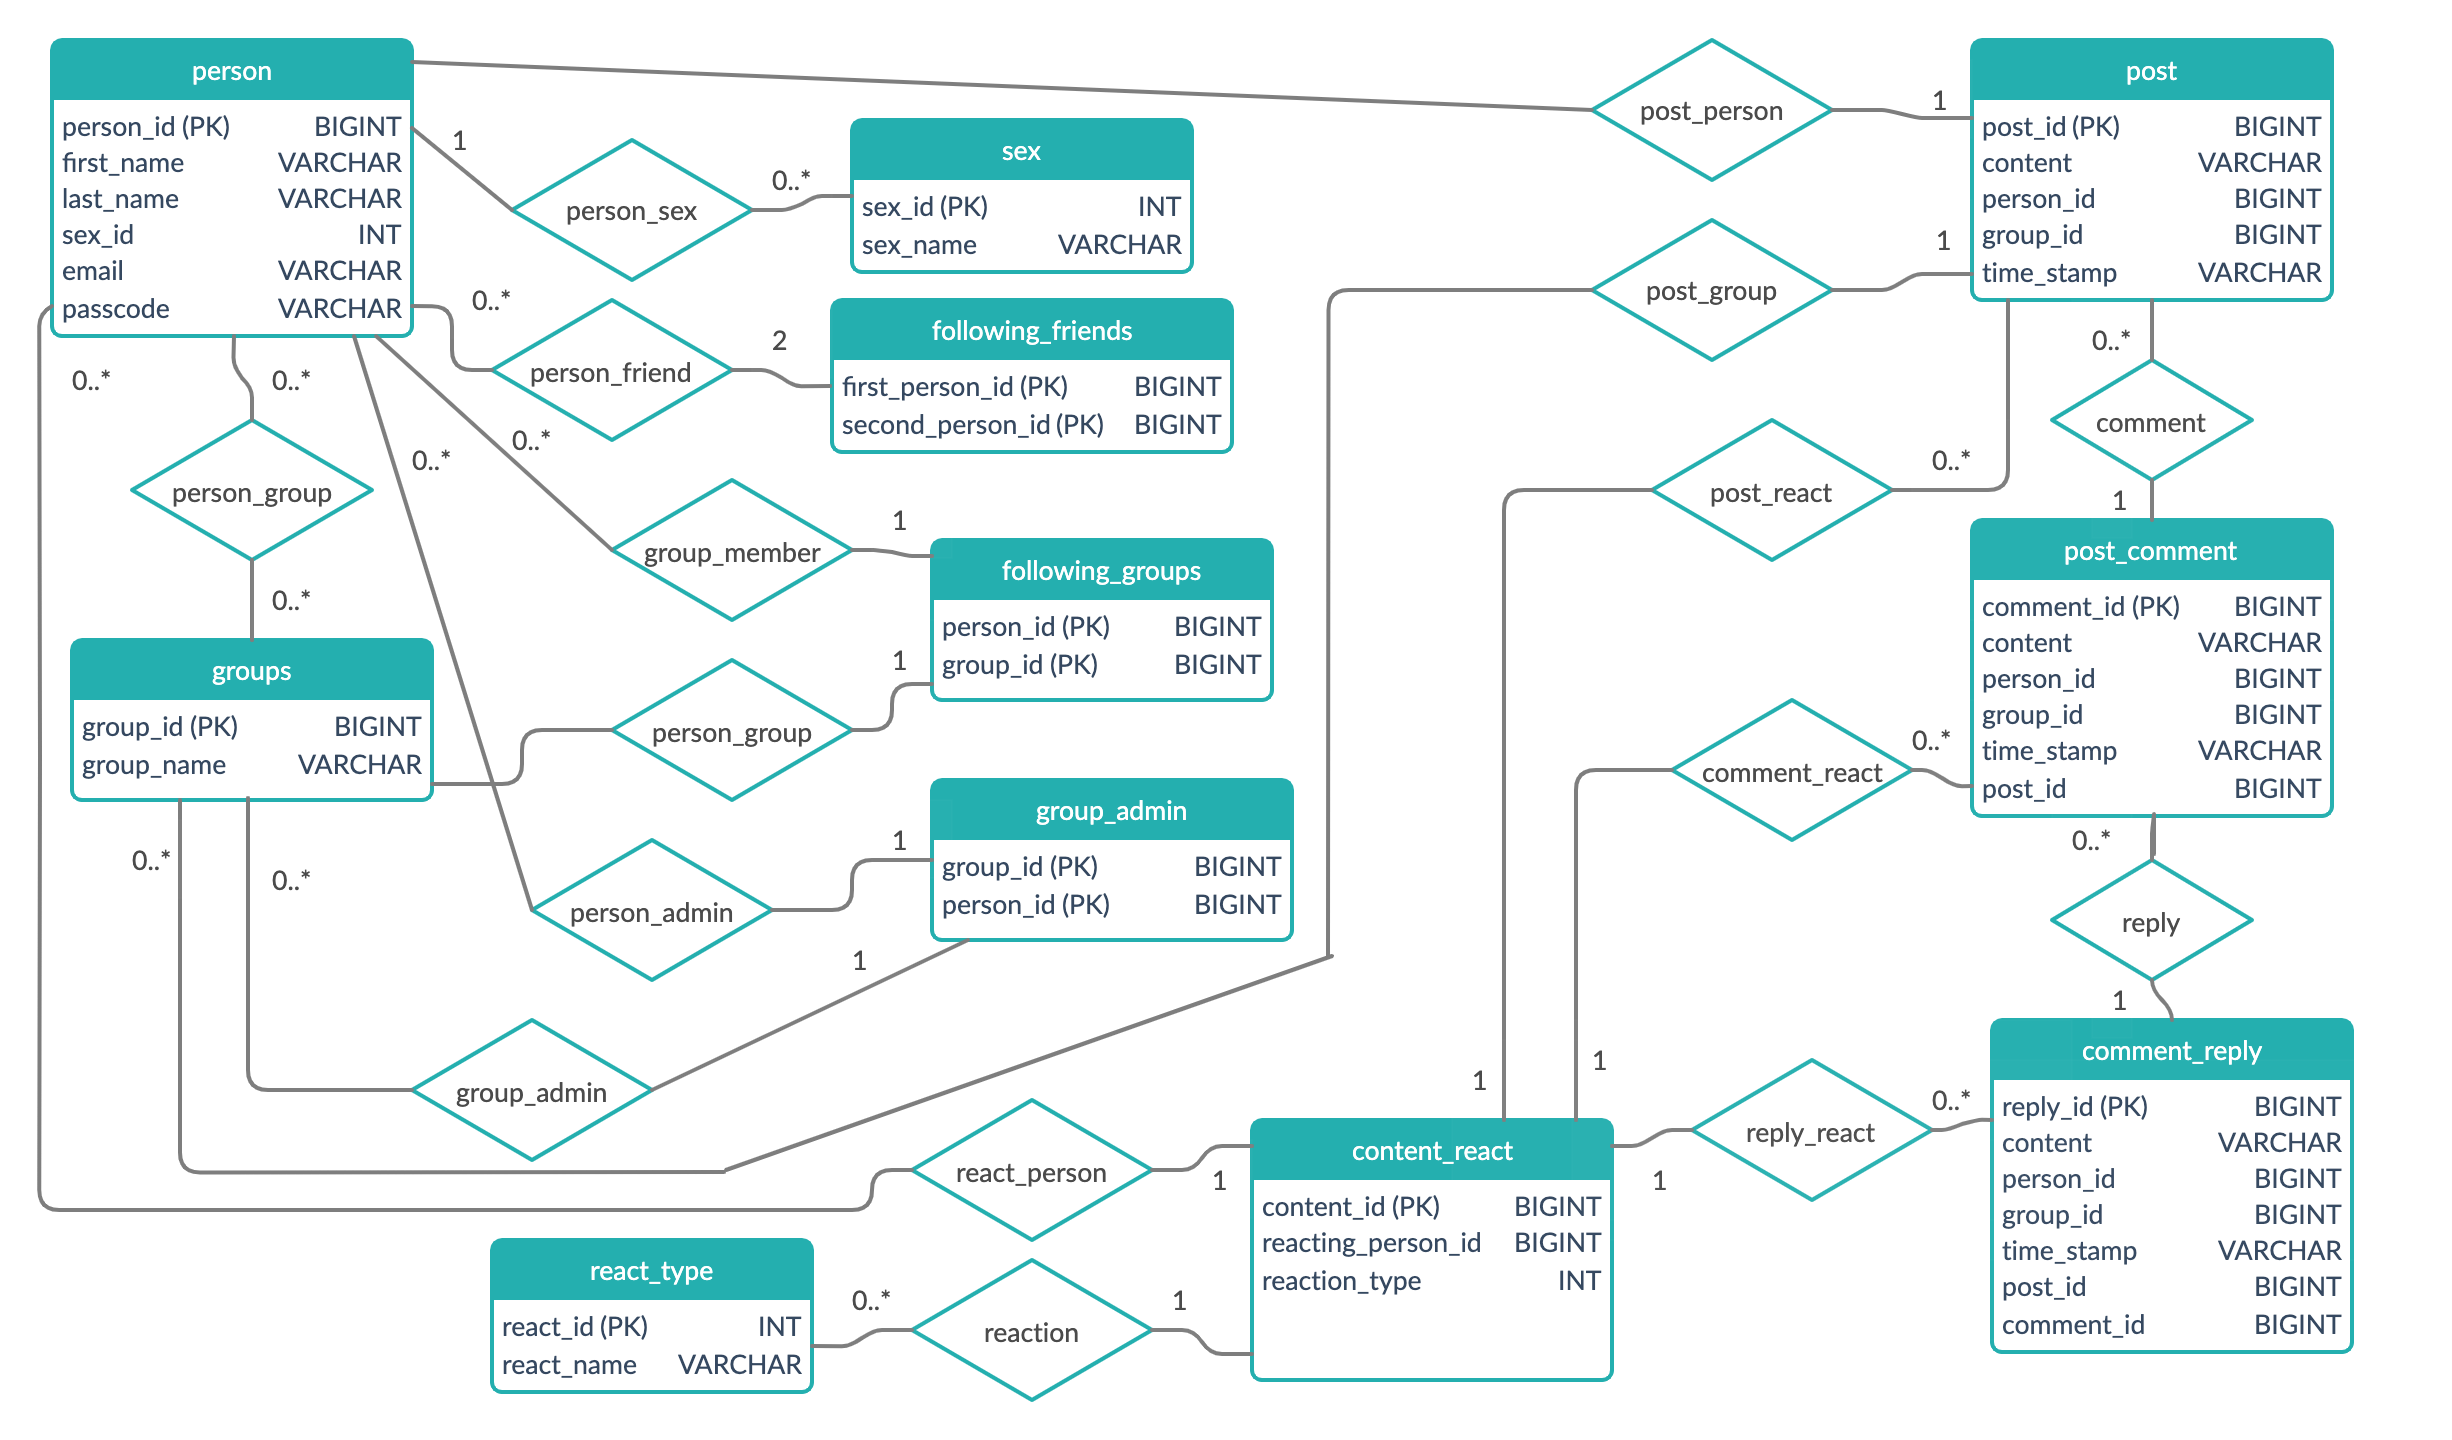 person
person_id (PK) BIGINT
first_name VARCHAR
last_name VARCHAR
sex_id INT
email VARCHAR
passcode VARCHAR
1
person_sex
0..*
sex
sex_id (PK) INT
sex_name VARCHAR
post_person
1
post
post_id (PK) BIGINT
content VARCHAR
person_id BIGINT
group_id BIGINT
time_stamp VARCHAR
post_group
1
0..*
person_friend
2
following_friends
first_person_id (PK) BIGINT
second_person_id (PK) BIGINT
0..*
0..*
person_group
0..*
0..*
0..*
group_member
1
following_groups
person_id (PK) BIGINT
group_id (PK) BIGINT
post_react
0..*
0..*
comment
1
post_comment
comment_id (PK) BIGINT
content VARCHAR
person_id BIGINT
group_id BIGINT
time_stamp VARCHAR
post_id BIGINT
groups
group_id (PK) BIGINT
group_name VARCHAR
person_group
1
comment_react
0..*
group_admin
group_id (PK) BIGINT
person_id (PK) BIGINT
person_admin
1
0..*
0..*
1
group_admin
0..*
reply
1
comment_reply
reply_id (PK) BIGINT
content VARCHAR
person_id BIGINT
group_id BIGINT
time_stamp VARCHAR
post_id BIGINT
comment_id BIGINT
1
1
react_person
1
content_react
content_id (PK) BIGINT
reacting_person_id BIGINT
reaction_type INT
1
reply_react
0..*
react_type
react_id (PK) INT
react_name VARCHAR
0..*
reaction
1